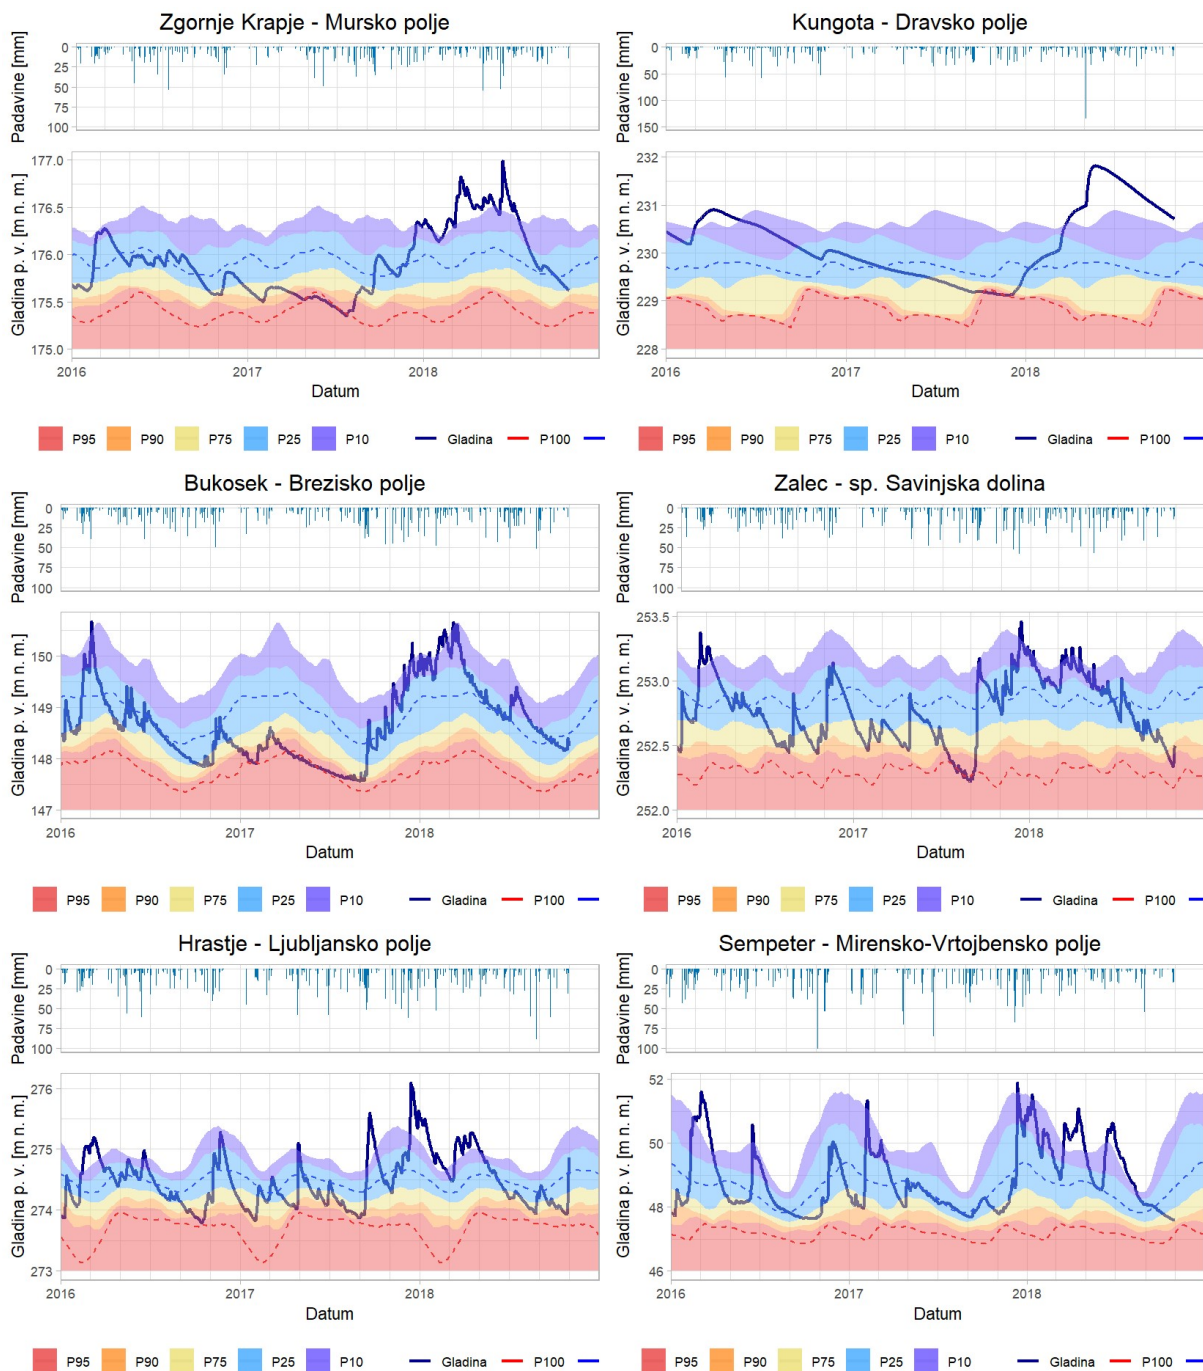 Zgornje Krapje - Mursko polje
Padavine [mm]
0
25
50
75
100
Gladina p. v. [m n. m.]
177.0
176.5
176.0
175.5
175.0
2016
2017
2018
Datum
P95
P90
P75
P25
P10
Gladina
P100
Kungota - Dravsko polje
Padavine [mm]
0
50
100
150
Gladina p. v. [m n. m.]
232
231
230
229
228
2016
2017
2018
Datum
P95
P90
P75
P25
P10
Gladina
P100
Bukosek - Brezisko polje
Padavine [mm]
0
25
50
75
100
Gladina p. v. [m n. m.]
150
149
148
147
2016
2017
2018
Datum
P95
P90
P75
P25
P10
Gladina
P100
Zalec - sp. Savinjska dolina
Padavine [mm]
0
25
50
75
100
Gladina p. v. [m n. m.]
253.5
253.0
252.5
252.0
2016
2017
2018
Datum
P95
P90
P75
P25
P10
Gladina
P100
Hrastje - Ljubljansko polje
Padavine [mm]
0
25
50
75
100
Gladina p. v. [m n. m.]
276
275
274
273
2016
2017
2018
Datum
P95
P90
P75
P25
P10
Gladina
P100
Sempeter - Mirensko-Vrtojbensko polje
Padavine [mm]
0
25
50
75
100
Gladina p. v. [m n. m.]
52
50
48
46
2016
2017
2018
Datum
P95
P90
P75
P25
P10
Gladina
P100